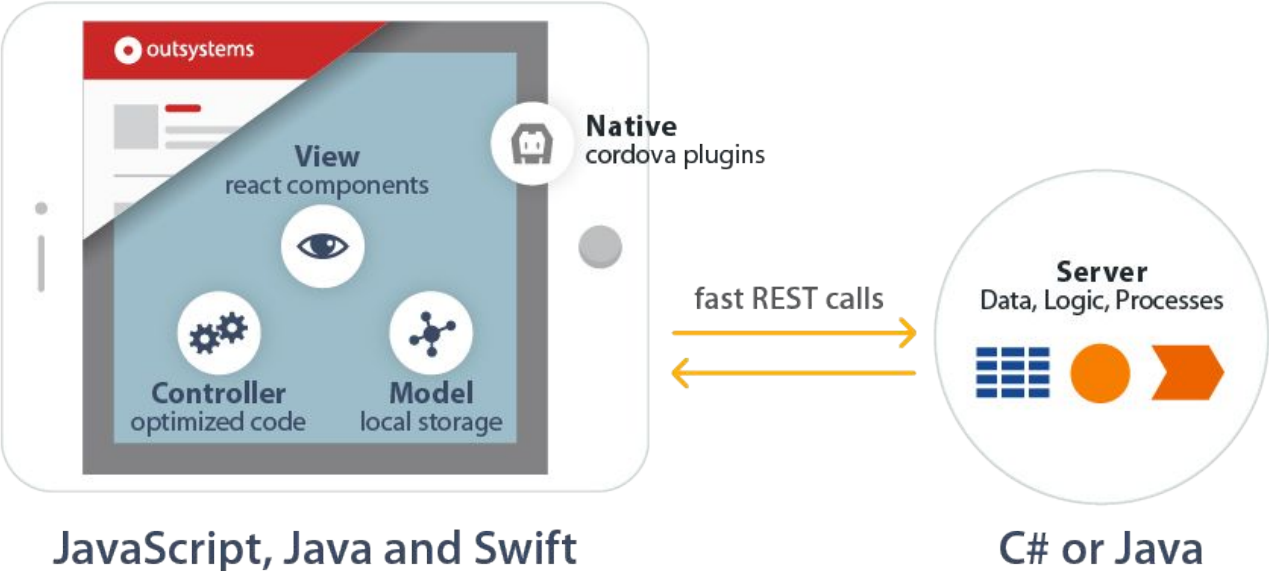 outsystems
Native
cordova plugins
View
react components
Controller
optimized code
Model
local storage
fast REST calls
Server
Data, Logic, Processes
JavaScript, Java and Swift
C# or Java